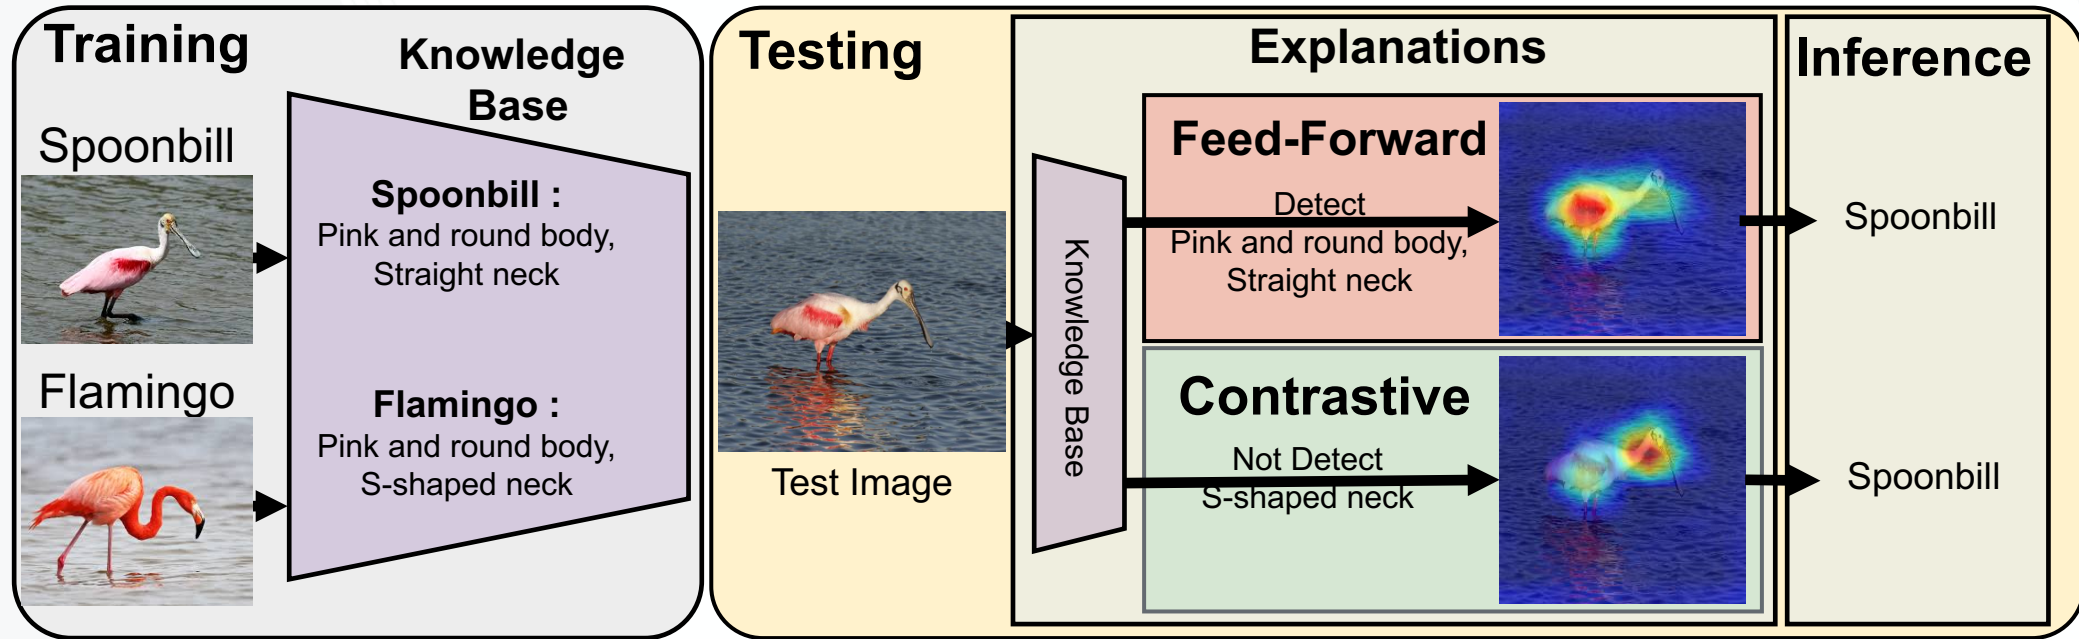 Training
Knowledge
Base
Spoonbill
Spoonbill :
Pink and round body,
Straight neck
Flamingo
Flamingo :
Pink and round body,
S-shaped neck
Testing
Test Image
Explanations
Knowledge Base
Feed-Forward
Detect
Pink and round body,
Straight neck
Contrastive
Not Detect
S-shaped neck
Inference
Spoonbill
Spoonbill